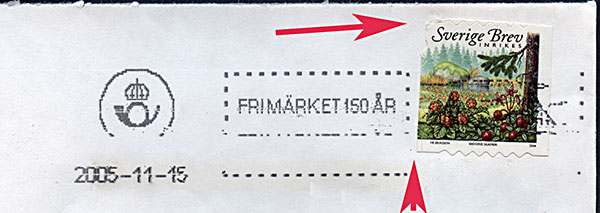 Sverige Brev
INRIKES
FRIMÄRKET 150 ÅR
2005-11-15